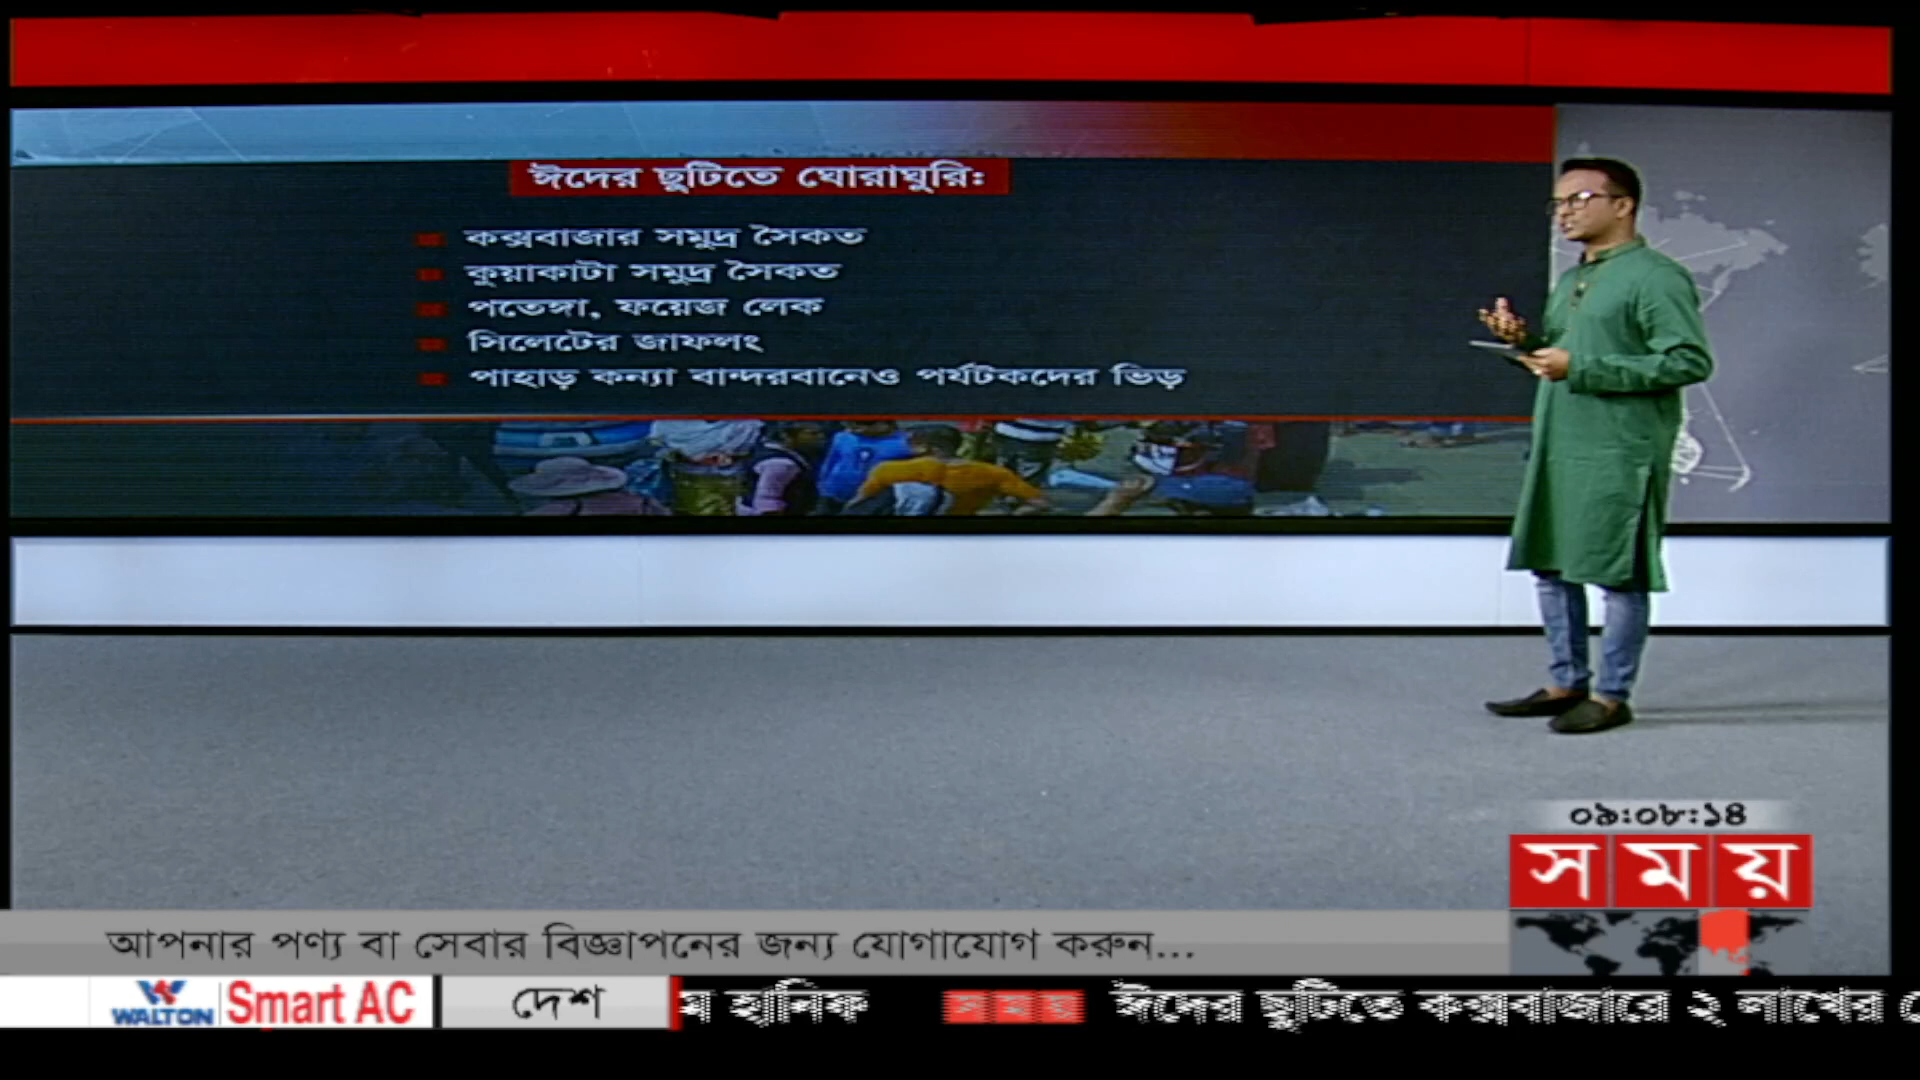 ঈদের ছুটিতে ঘোরাঘুরিঃ
কক্সবাজার সমুদ্র সৈকত
কুয়াকাটা সমুদ্র সৈকত
পতেঙ্গা, ফয়েজ লেক
সিলেটের জাফলং
পাহাড় কন্যা বান্দরবানেও পর্যটকদের ভিড়
০৯:০৮:১৪
সময়
আপনার পণ্য বা সেবার বিজ্ঞাপনের জন্য যোগাযোগ করুন...
WALTON Smart AC দেশ হানিফ সময় ঈদের ছুটিতে কক্সবাজারে ২ লাখের